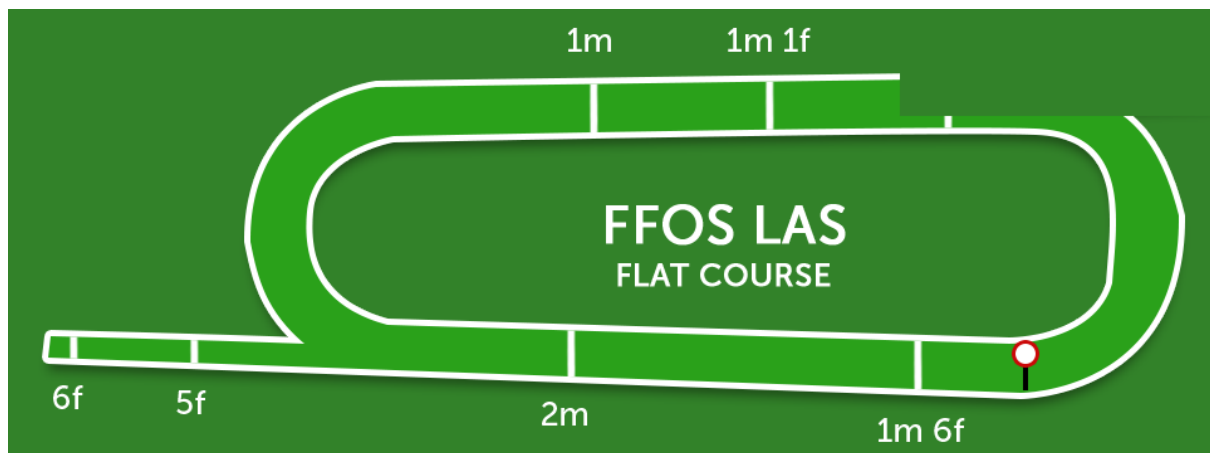 1m
1m 1f
FFOS LAS
FLAT COURSE
6f
5f
2m
1m 6f